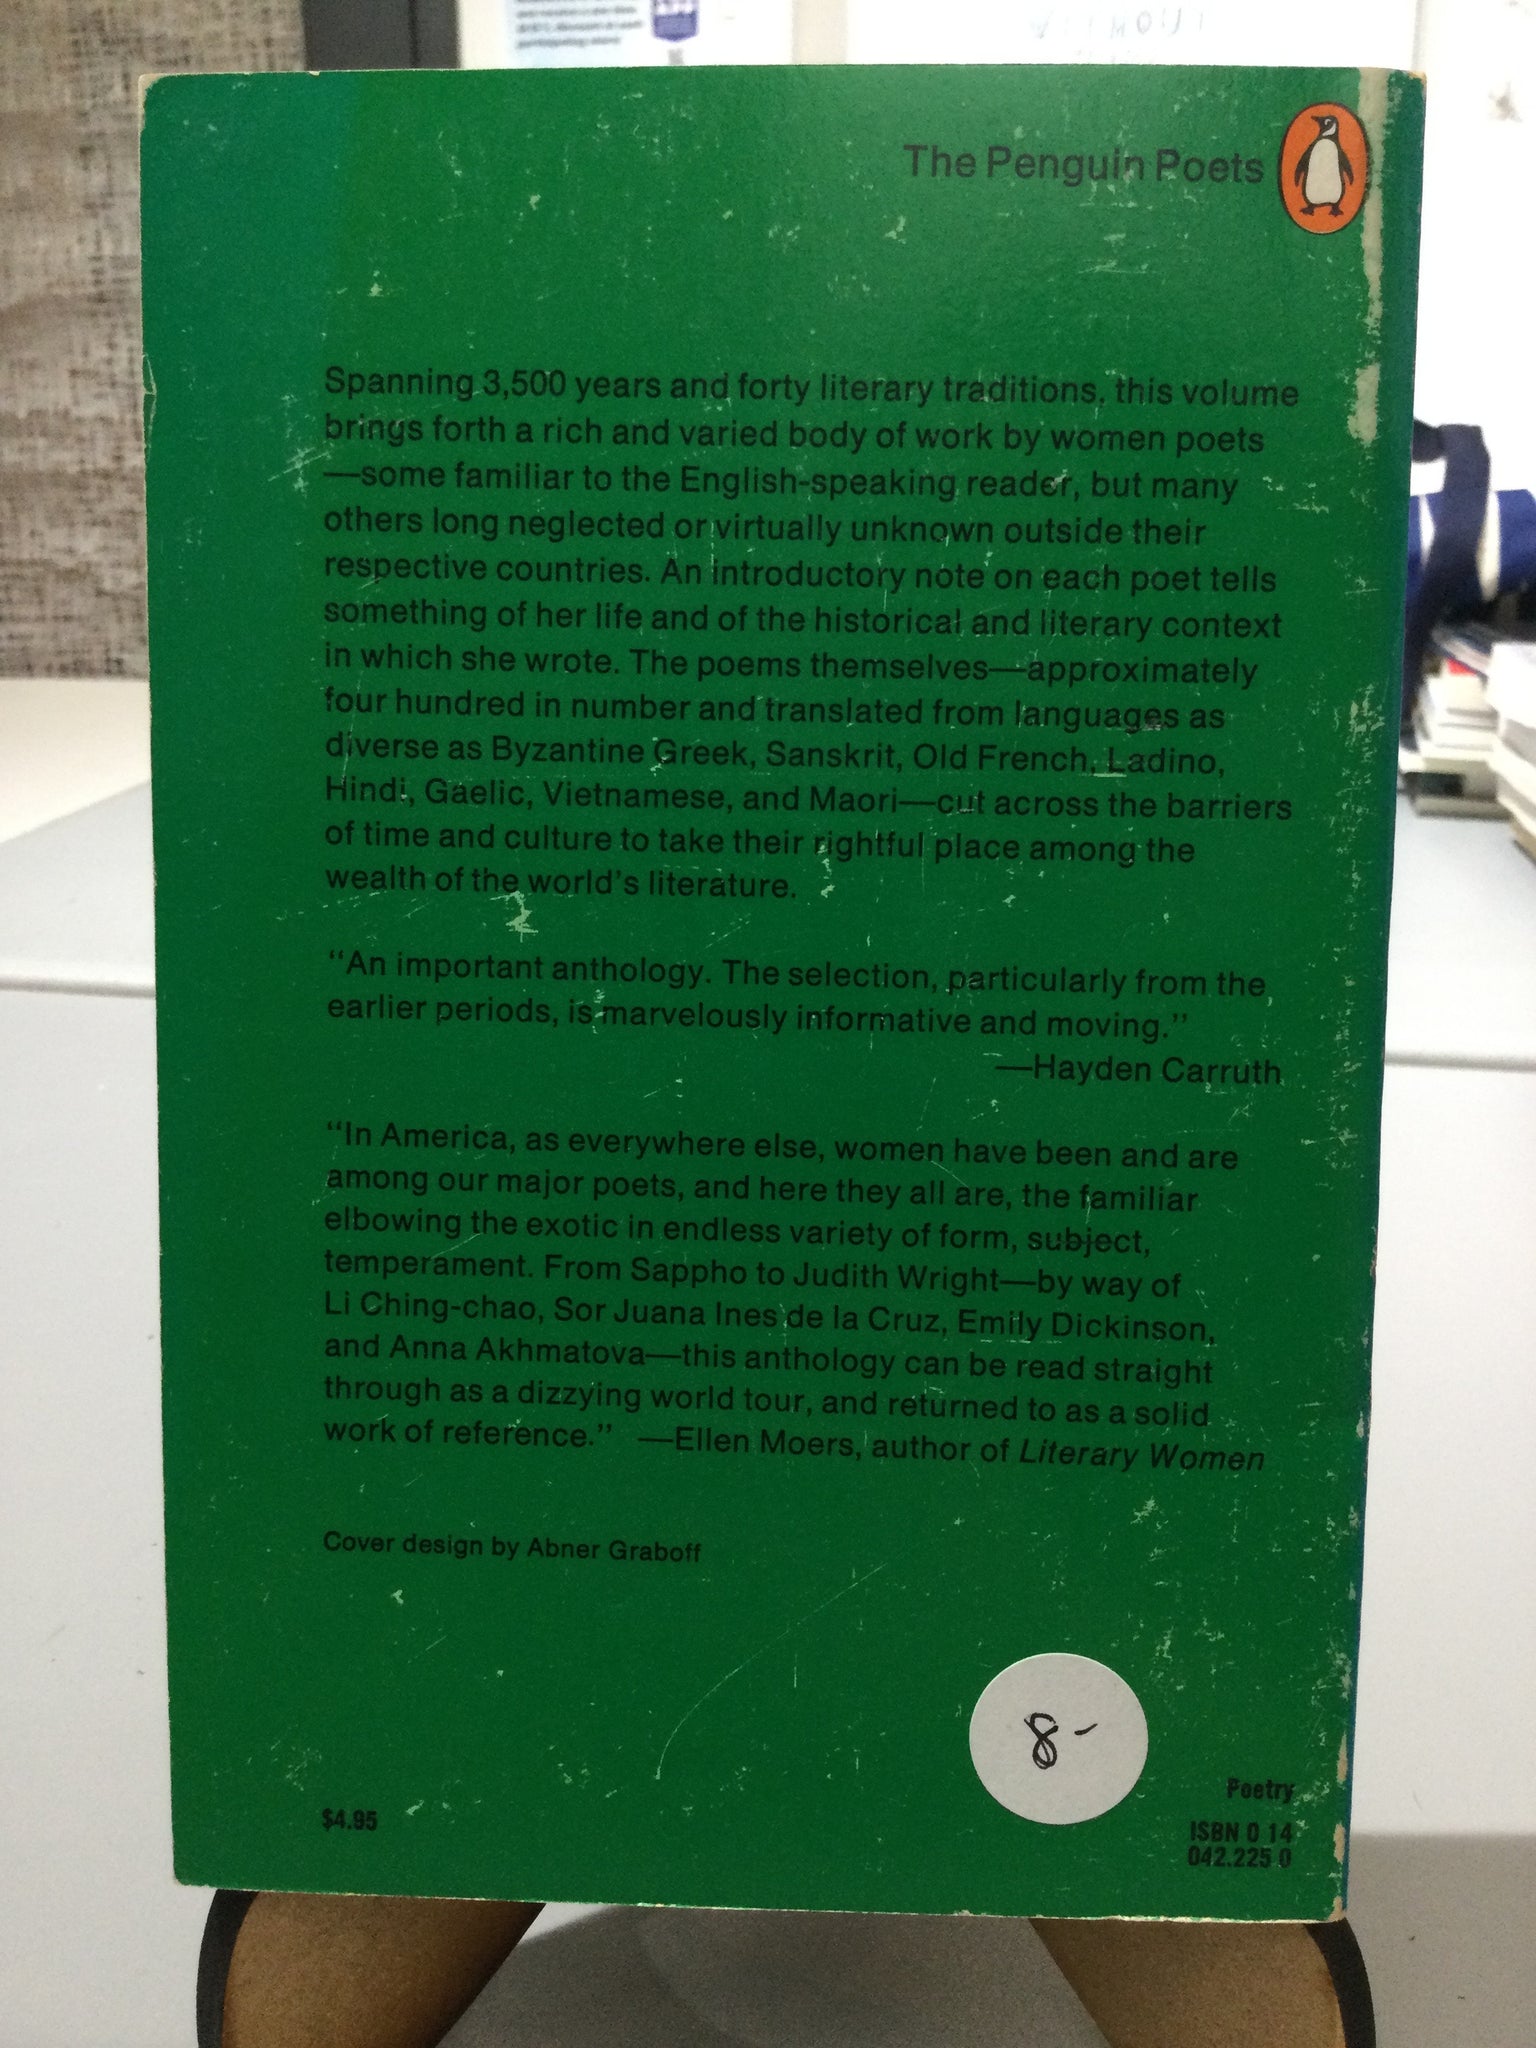 The Penguin Poets
Spanning 3,500 years and forty literary traditions, this volume
brings forth a rich and varied body of work by women poets
—some familiar to the English-speaking reader, but many
others long neglected or virtually unknown outside their
respective countries. An introductory note on each poet tells
something of her life and of the historical and literary context
in which she wrote. The poems themselves—approximately
four hundred in number and translated from languages as
diverse as Byzantine Greek, Sanskrit, Old French, Ladino,
Hindi, Gaelic, Vietnamese, and Maori—cut across the barriers
of time and culture to take their rightful place among the
wealth of the world's literature.
"An important anthology. The selection, particularly from the
earlier periods, is marvelously informative and moving."
—Hayden Carruth
"In America, as everywhere else, women have been and are
among our major poets, and here they all are, the familiar
elbowing the exotic in endless variety of form, subject,
temperament. From Sappho to Judith Wright—by way of
Li Ching-chao, Sor Juana Ines de la Cruz, Emily Dickinson,
and Anna Akhmatova—this anthology can be read straight
through as a dizzying world tour, and returned to as a solid
work of reference." —Ellen Moers, author of Literary Women
Cover design by Abner Graboff
8-
$4.95
Poetry
ISBN 0 14
042.225 0